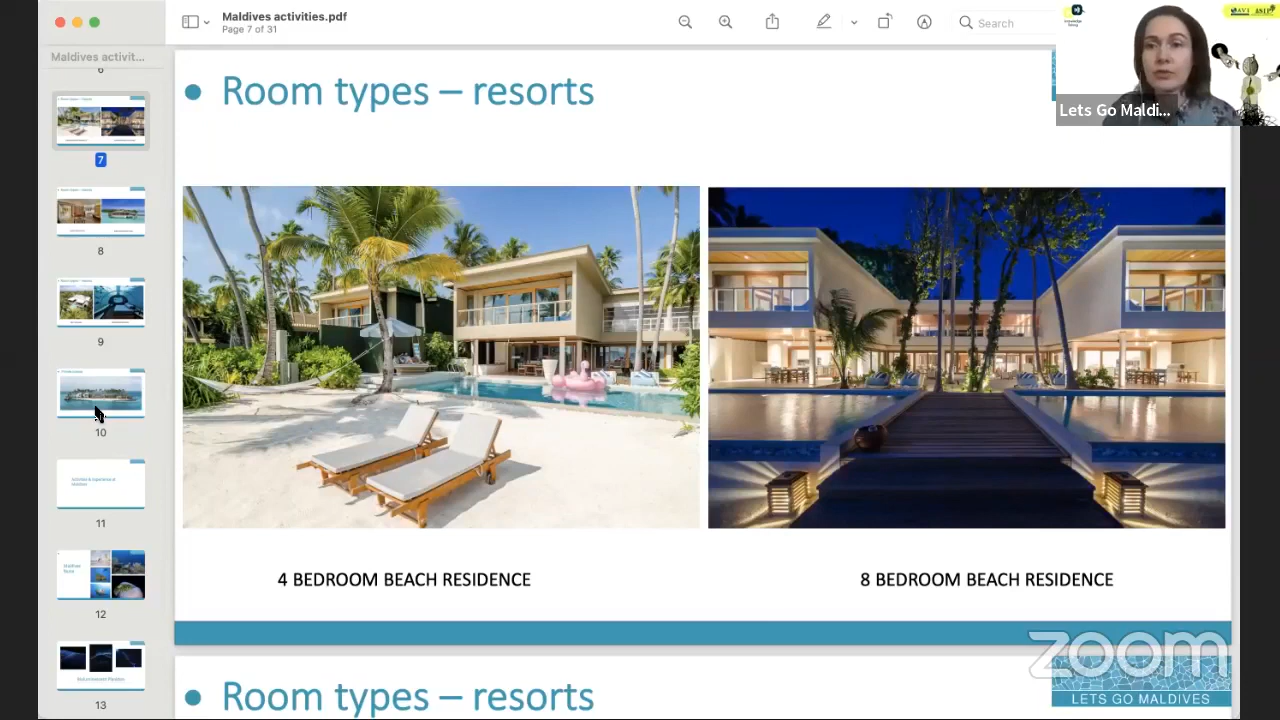 Maldives activities.pdf
Page 7 of 31
Search
Maldives activit...
6
7
8
9
10
11
12
13
Room types – resorts
4 BEDROOM BEACH RESIDENCE
8 BEDROOM BEACH RESIDENCE
Room types – resorts
LETS GO MALDIVES
zoom
Lets Go Maldi...